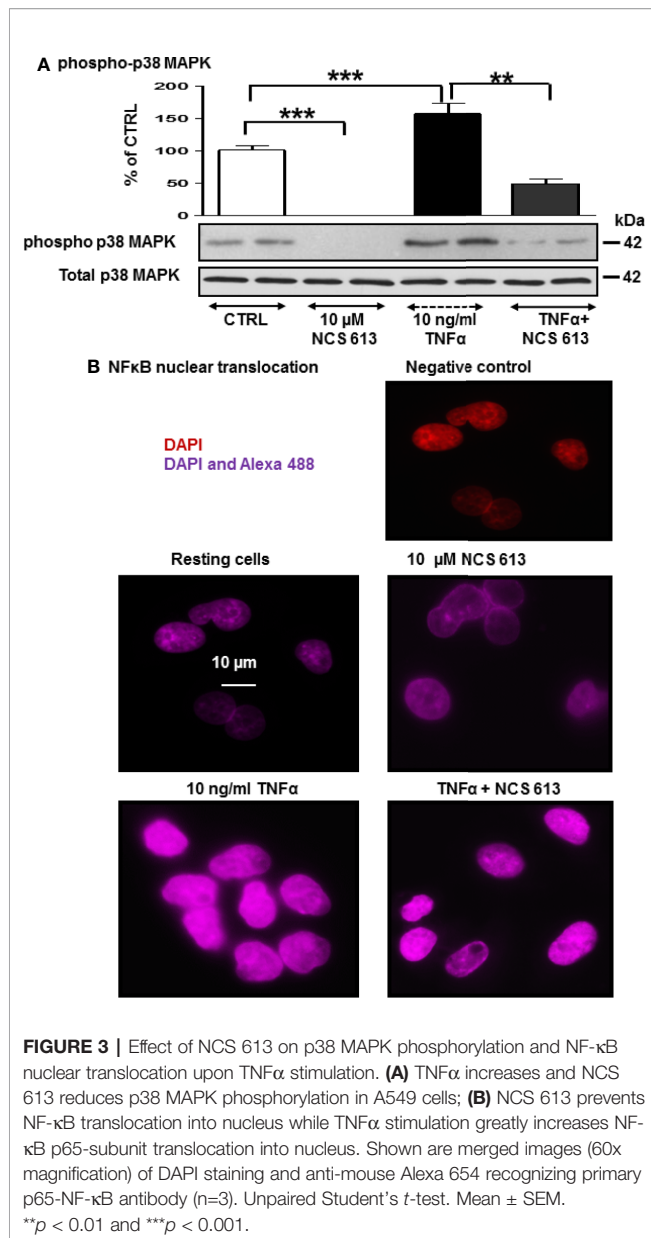 A phospho-p38 MAPK
*** **
***
% of CTRL
200
150
100
50
0
kDa
phospho p38 MAPK 42
Total p38 MAPK 42
CTRL 10 µM NCS 613 10 ng/ml TNFα TNFα+ NCS 613
B NFκB nuclear translocation Negative control
DAPI
DAPI and Alexa 488
Resting cells 10 µM NCS 613
10 µm
10 ng/ml TNFα TNFα + NCS 613
FIGURE 3 | Effect of NCS 613 on p38 MAPK phosphorylation and NF-κB
nuclear translocation upon TNFα stimulation. (A) TNFα increases and NCS
613 reduces p38 MAPK phosphorylation in A549 cells; (B) NCS 613 prevents
NF-κB translocation into nucleus while TNFα stimulation greatly increases NF-
κB p65-subunit translocation into nucleus. Shown are merged images (60x
magnification) of DAPI staining and anti-mouse Alexa 654 recognizing primary
p65-NF-κB antibody (n=3). Unpaired Student's t-test. Mean ± SEM.
**p < 0.01 and ***p < 0.001.